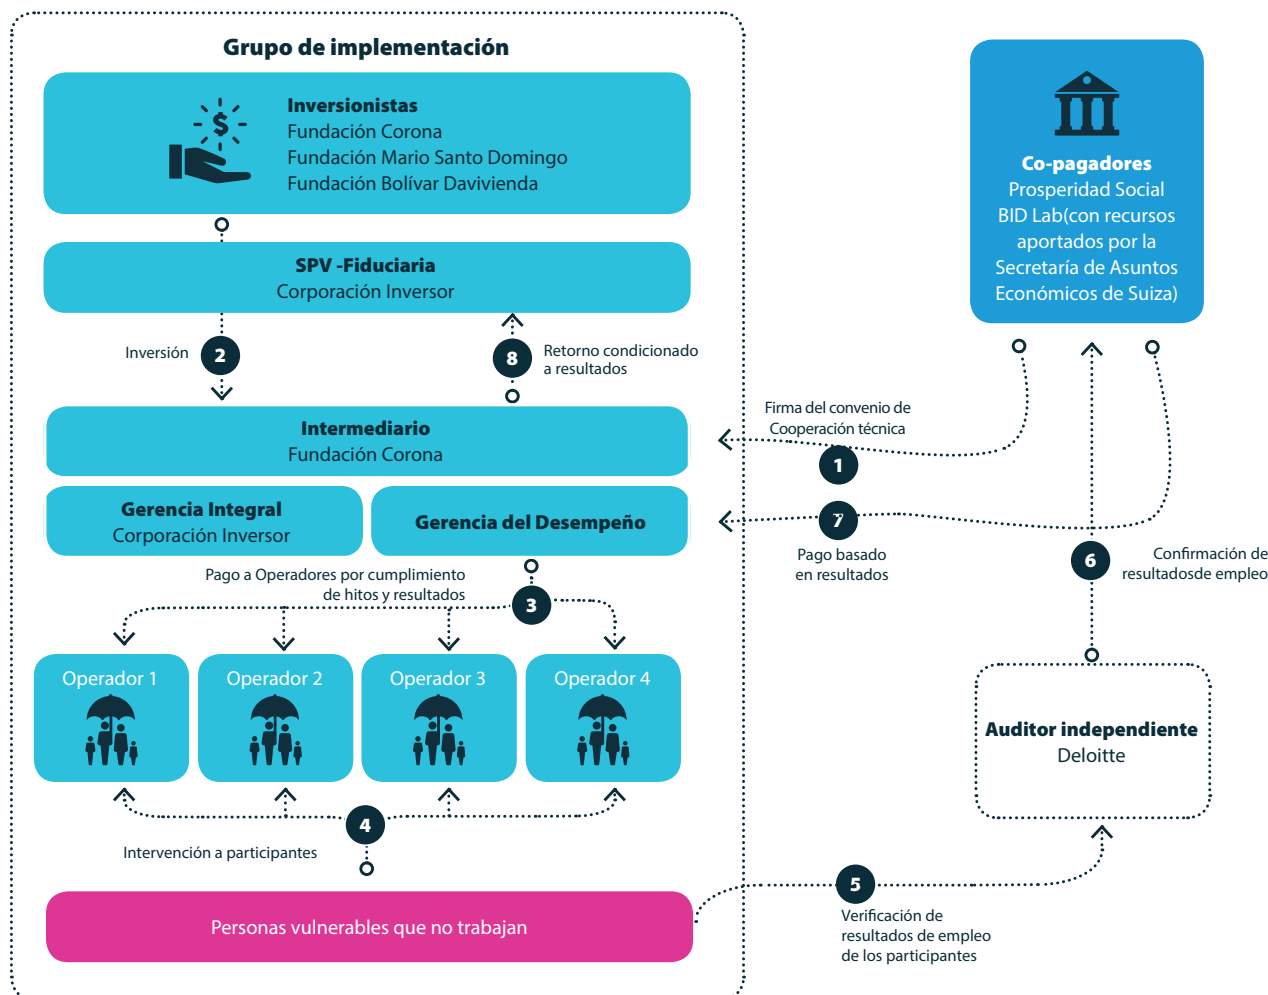 Grupo de implementación
Inversionistas
Fundación Corona
Fundación Mario Santo Domingo
Fundación Bolívar Davivienda
$
SPV -Fiduciaria
Corporación Inversor
Inversión
2
8
Retorno condicionado
a resultados
Intermediario
Fundación Corona
Gerencia Integral
Corporación Inversor
Gerencia del Desempeño
Pago a Operadores por cumplimiento
de hitos y resultados
3
Operador 1
Operador 2
Operador 3
Operador 4
4
Intervención a participantes
Personas vulnerables que no trabajan
Co-pagadores
Prosperidad Social
BID Lab(con recursos
aportados por la
Secretaría de Asuntos
Económicos de Suiza)
Firma del convenio de
Cooperación técnica
1
7
Pago basado
en resultados
6
Confirmación de
resultadosde empleo
Auditor independiente
Deloitte
5
Verificación de
resultados de empleo
de los participantes